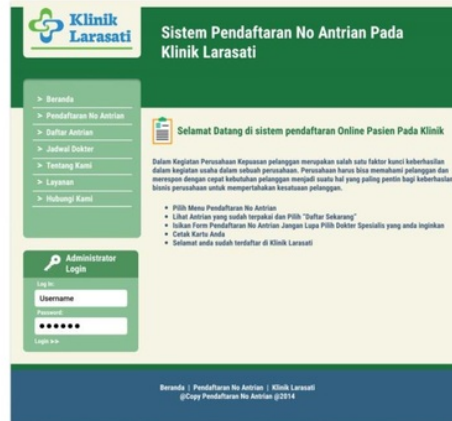 Klinik
Larasati
Sistem Pendaftaran No Antrian Pada
Klinik Larasati
> Beranda
> Pendaftaran No Antrian
> Daftar Antrian
> Jadwal Dokter
> Tentang Kami
> Layanan
> Hubungi Kami
Selamat Datang di sistem pendaftaran Online Pasien Pada Klinik
Dalam Kegiatan Perusahaan Kepuasan pelanggan merupakan salah satu faktor kunci keberhasilan
dalam kegiatan usaha dalam sebuah perusahaan. Perusahaan harus bisa memahami pelanggan dan
merespon dengan cepat kebutuhan pelanggan menjadi suatu hal yang paling pentin bagi keberhasilan
bisnis perusahaan untuk mempertahankan kesatuaan pelanggan.
• Pilih Menu Pendaftaran No Antrian
• Lihat Antrian yang sudah terpakai dan Pilih "Daftar Sekarang"
• Isikan Form Pendaftaran No Antrian Jangan Lupa Pilih Dokter Spesialis yang anda inginkan
• Cetak Kartu Anda
• Selamat anda sudah terdaftar di Klinik Larasati
Administrator
Login
Log In:
Username
Password:
●●●●●●
Login >>
Beranda | Pendaftaran No Antrian | Klinik Larasati
@Copy Pendaftaran No Antrian @2014